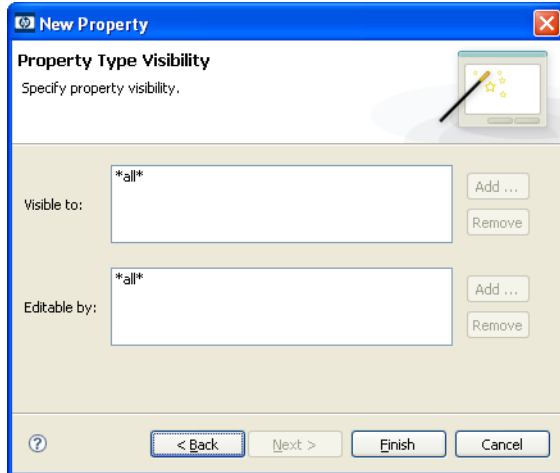 New Property
Property Type Visibility
Specify property visibility.
Visible to:
*all*
Add ...
Remove
Editable by:
*all*
Add ...
Remove
?
< Back
Next >
Finish
Cancel